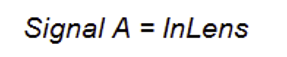 Signal A = InLens